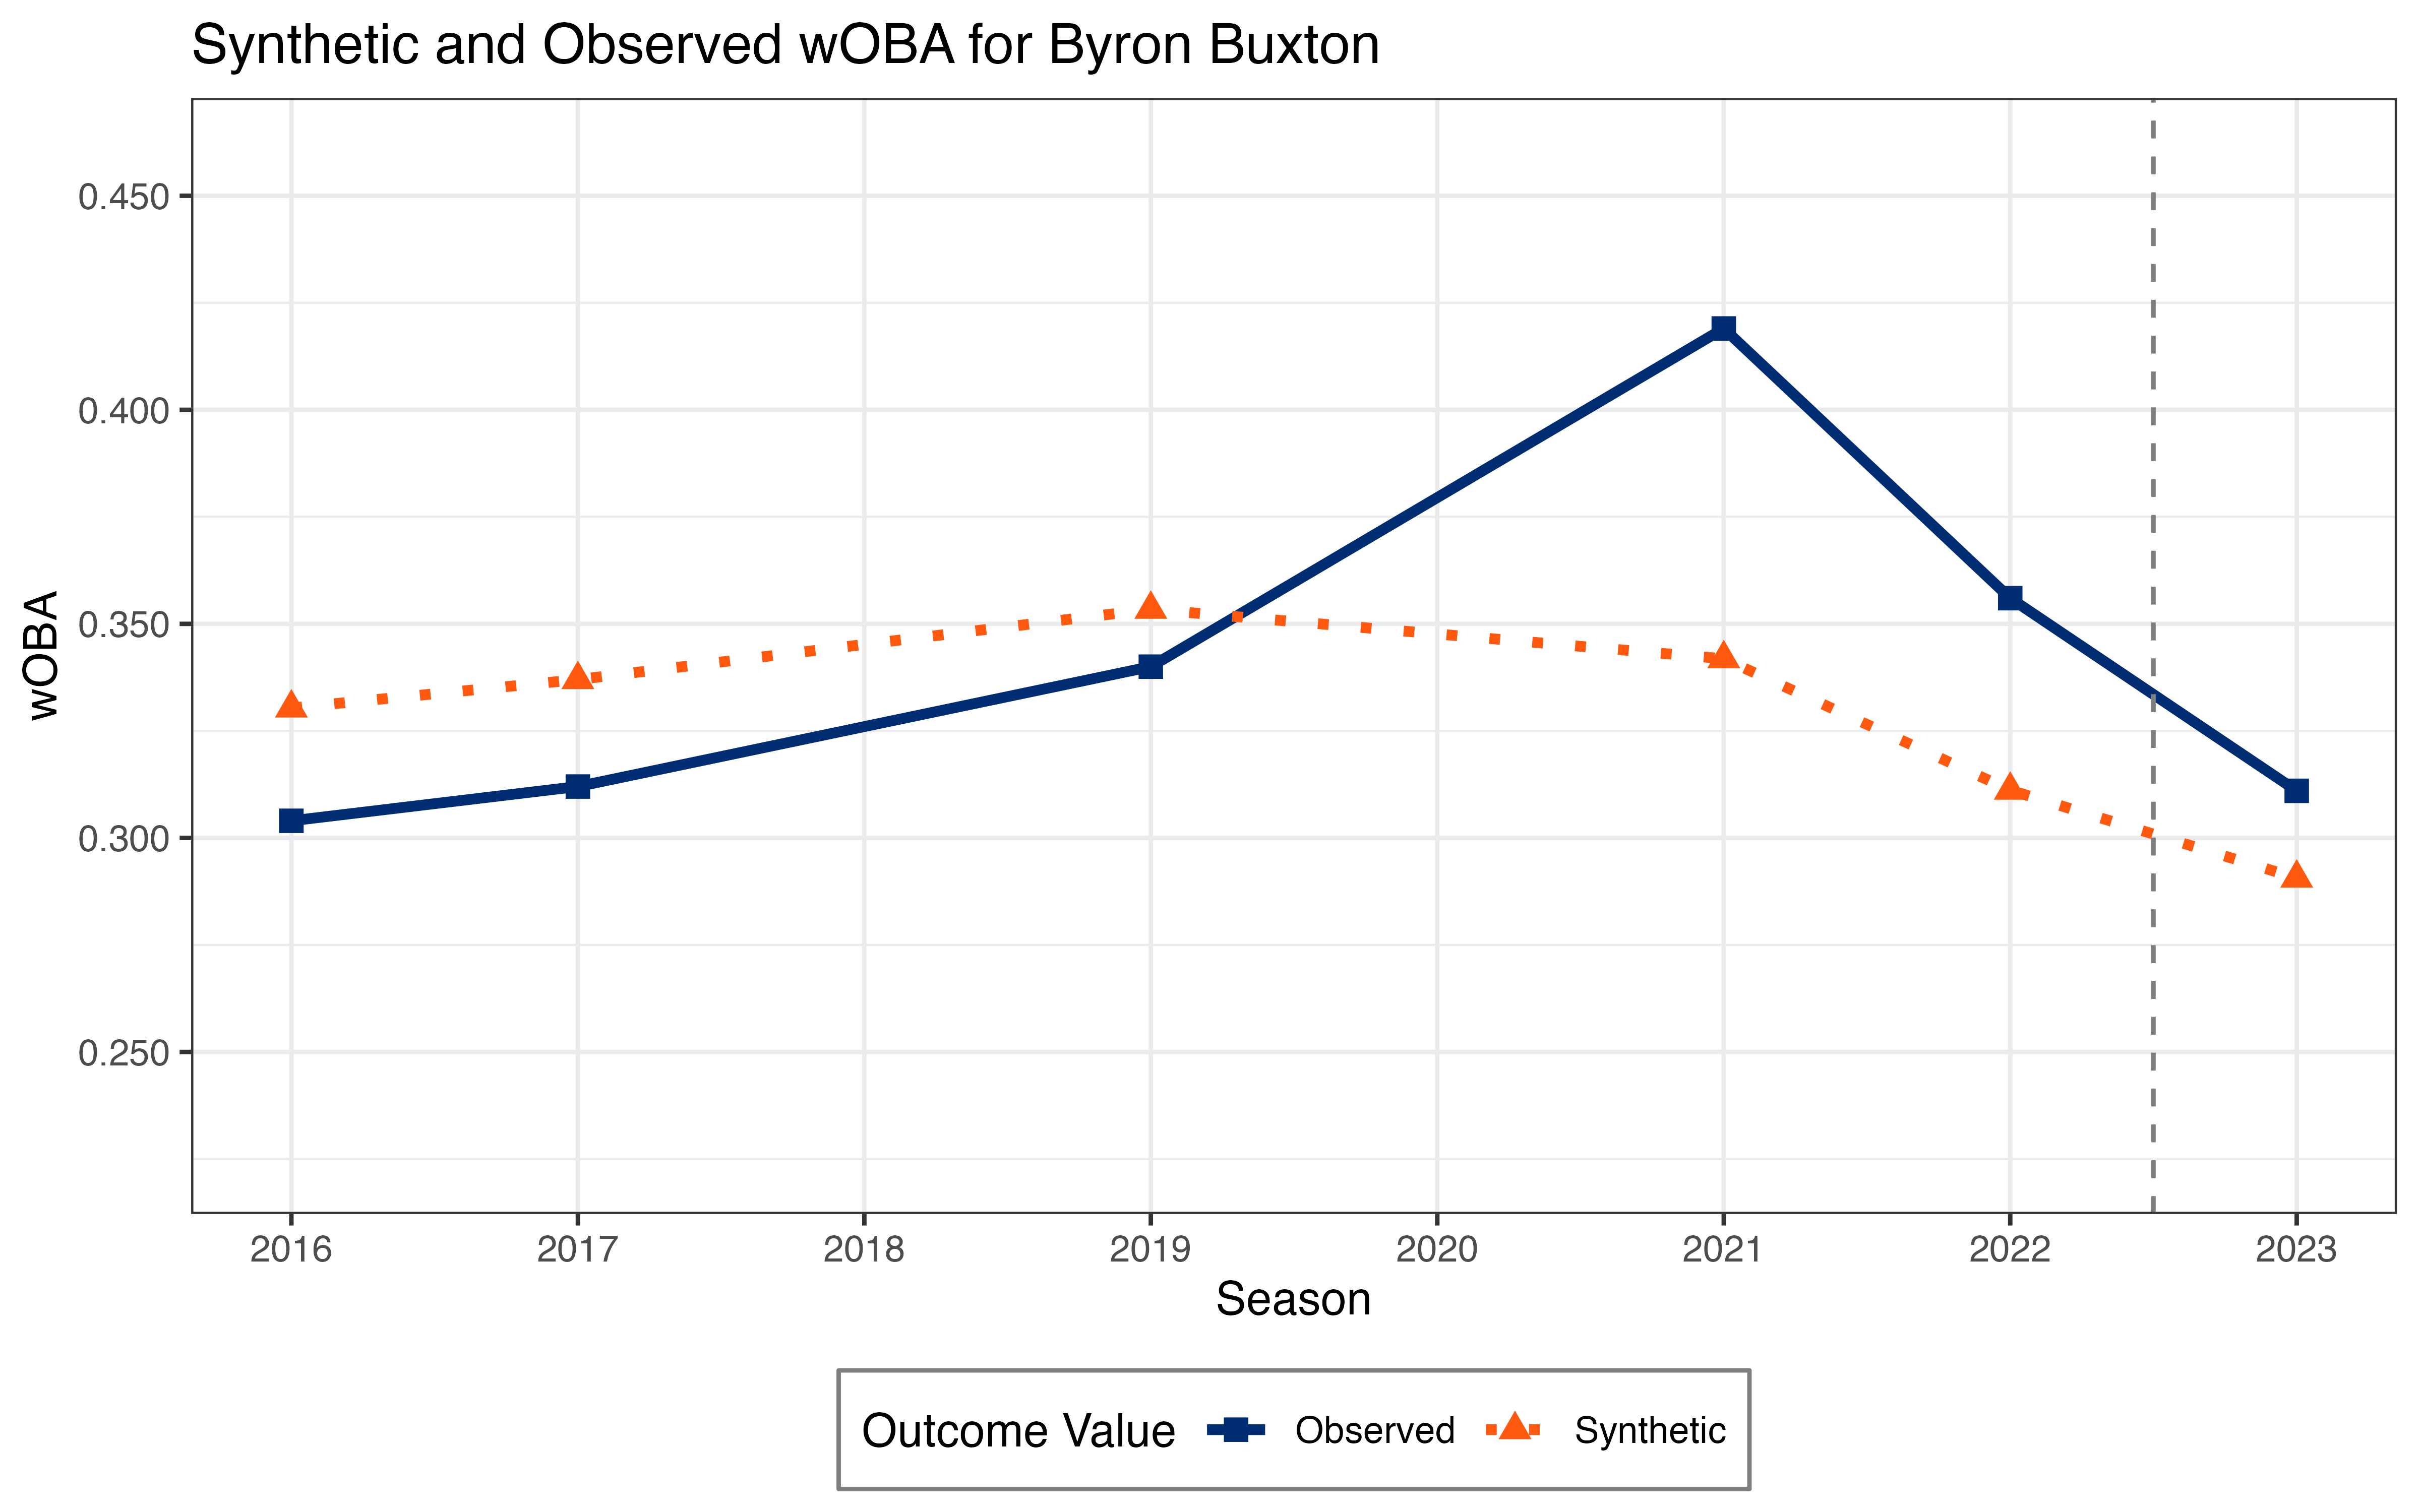 Synthetic and Observed wOBA for Byron Buxton
wOBA
0.450
0.400
0.350
0.300
0.250
2016 2017 2018 2019 2020 2021 2022 2023
Season
Outcome Value Observed Synthetic